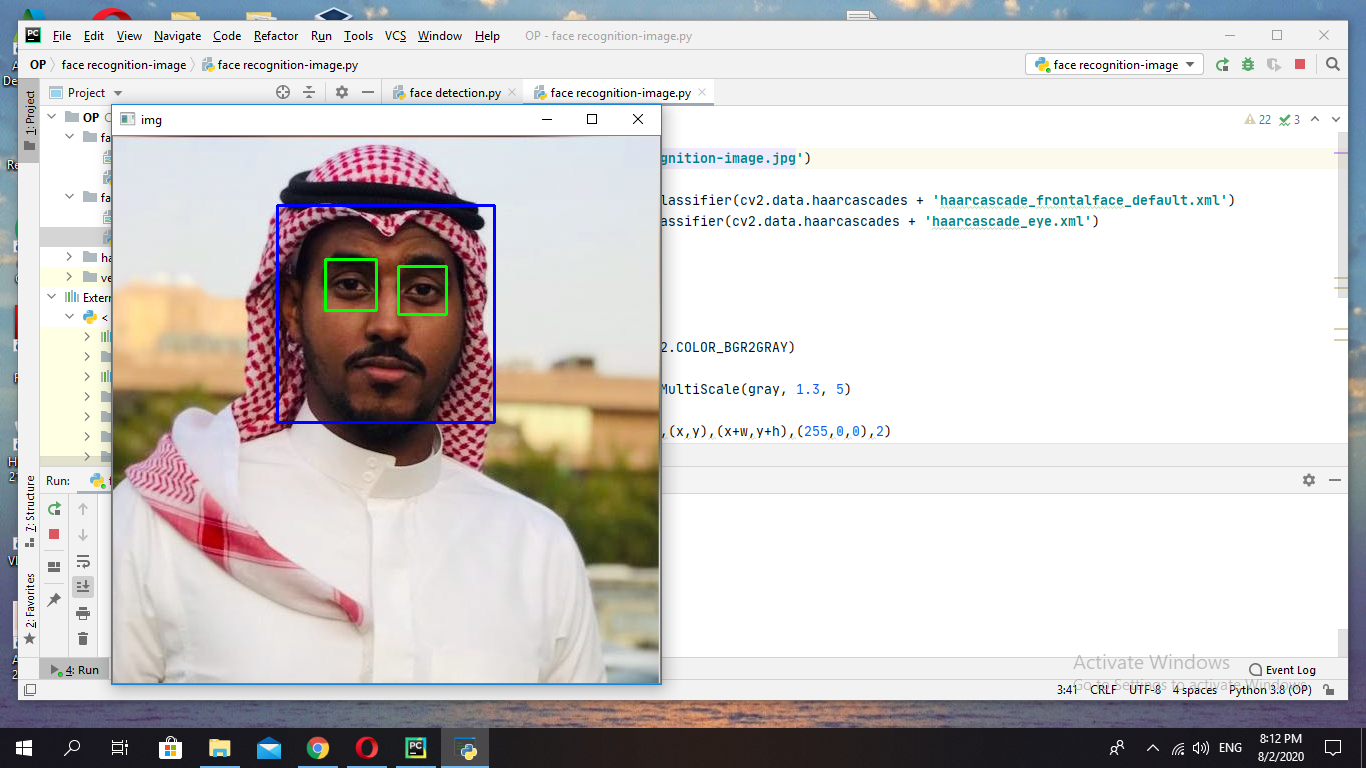 File Edit View Navigate Code Refactor Run Tools VCS Window Help OP - face recognition-image.py
OP face recognition-image face recognition-image.py face recognition-image
1: Project
Project face detection.py face recognition-image.py
OP
img
22 3
gnition-image.jpg')
lassifier(cv2.data.haarcascades + 'haarcascade_frontalface_default.xml')
assifier(cv2.data.haarcascades + 'haarcascade_eye.xml')
fa
fa
ha
ve
Extern
<
2.COLOR_BGR2GRAY)
MultiScale(gray, 1.3, 5)
,(x,y),(x+w,y+h),(255,0,0),2)
Run:
7: Structure
2: Favorites
4: Run
Activate Windows
Go to Settings to activate Windows.
Event Log
3:41 CRLF UTF-8 4 spaces Python 3.8 (OP)
ENG
8:12 PM
8/2/2020